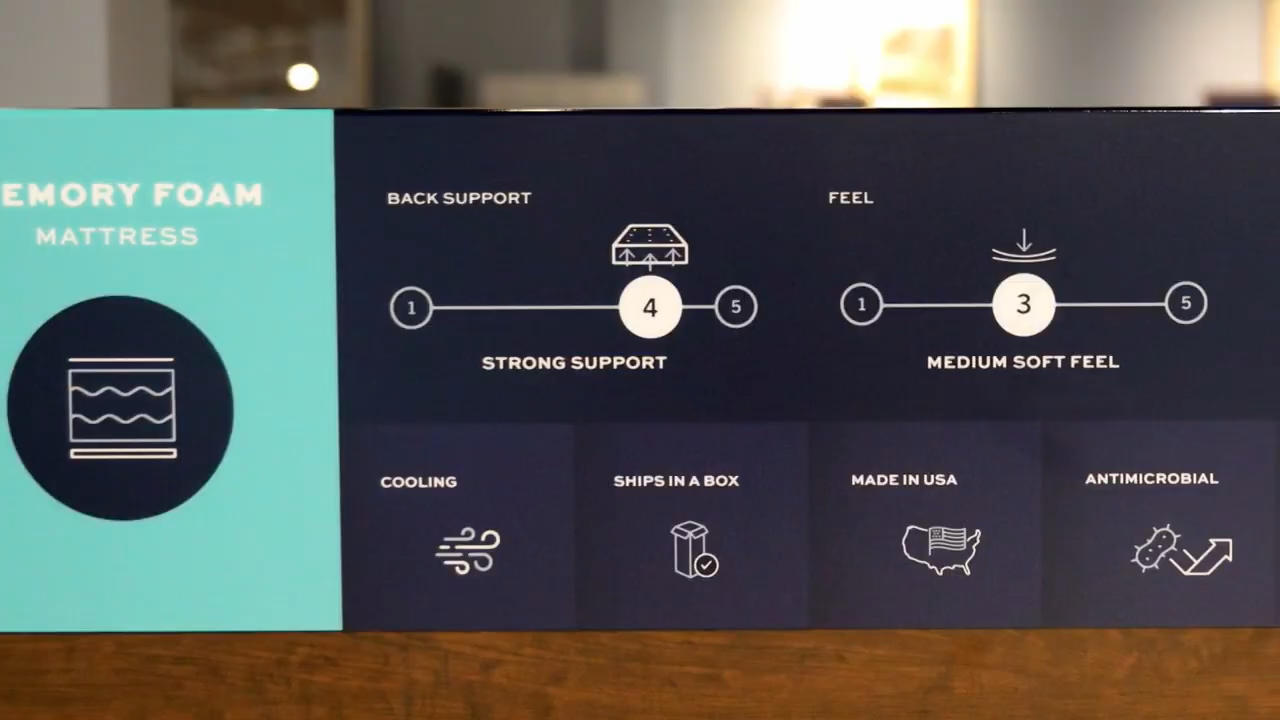 EMORY FOAM
MATTRESS
BACK SUPPORT
1 4 5
STRONG SUPPORT
FEEL
1 3 5
MEDIUM SOFT FEEL
COOLING
SHIPS IN A BOX
MADE IN USA
ANTIMICROBIAL